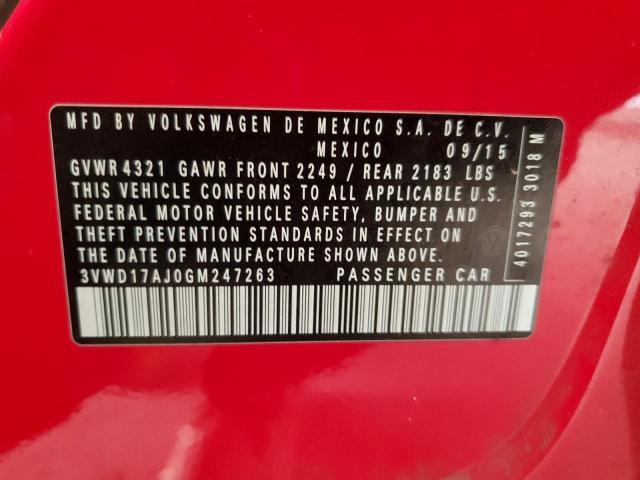 MFD BY VOLKSWAGEN DE MEXICO S.A. DE C.V.
MEXICO 09/15
GVWR 4321 GAWR FRONT 2249 / REAR 2183 LBS
THIS VEHICLE CONFORMS TO ALL APPLICABLE U.S.
FEDERAL MOTOR VEHICLE SAFETY, BUMPER AND
THEFT PREVENTION STANDARDS IN EFFECT ON
THE DATE OF MANUFACTURE SHOWN ABOVE.
3VWD17AJ0GM247263 PASSENGER CAR
4017293 3018 M